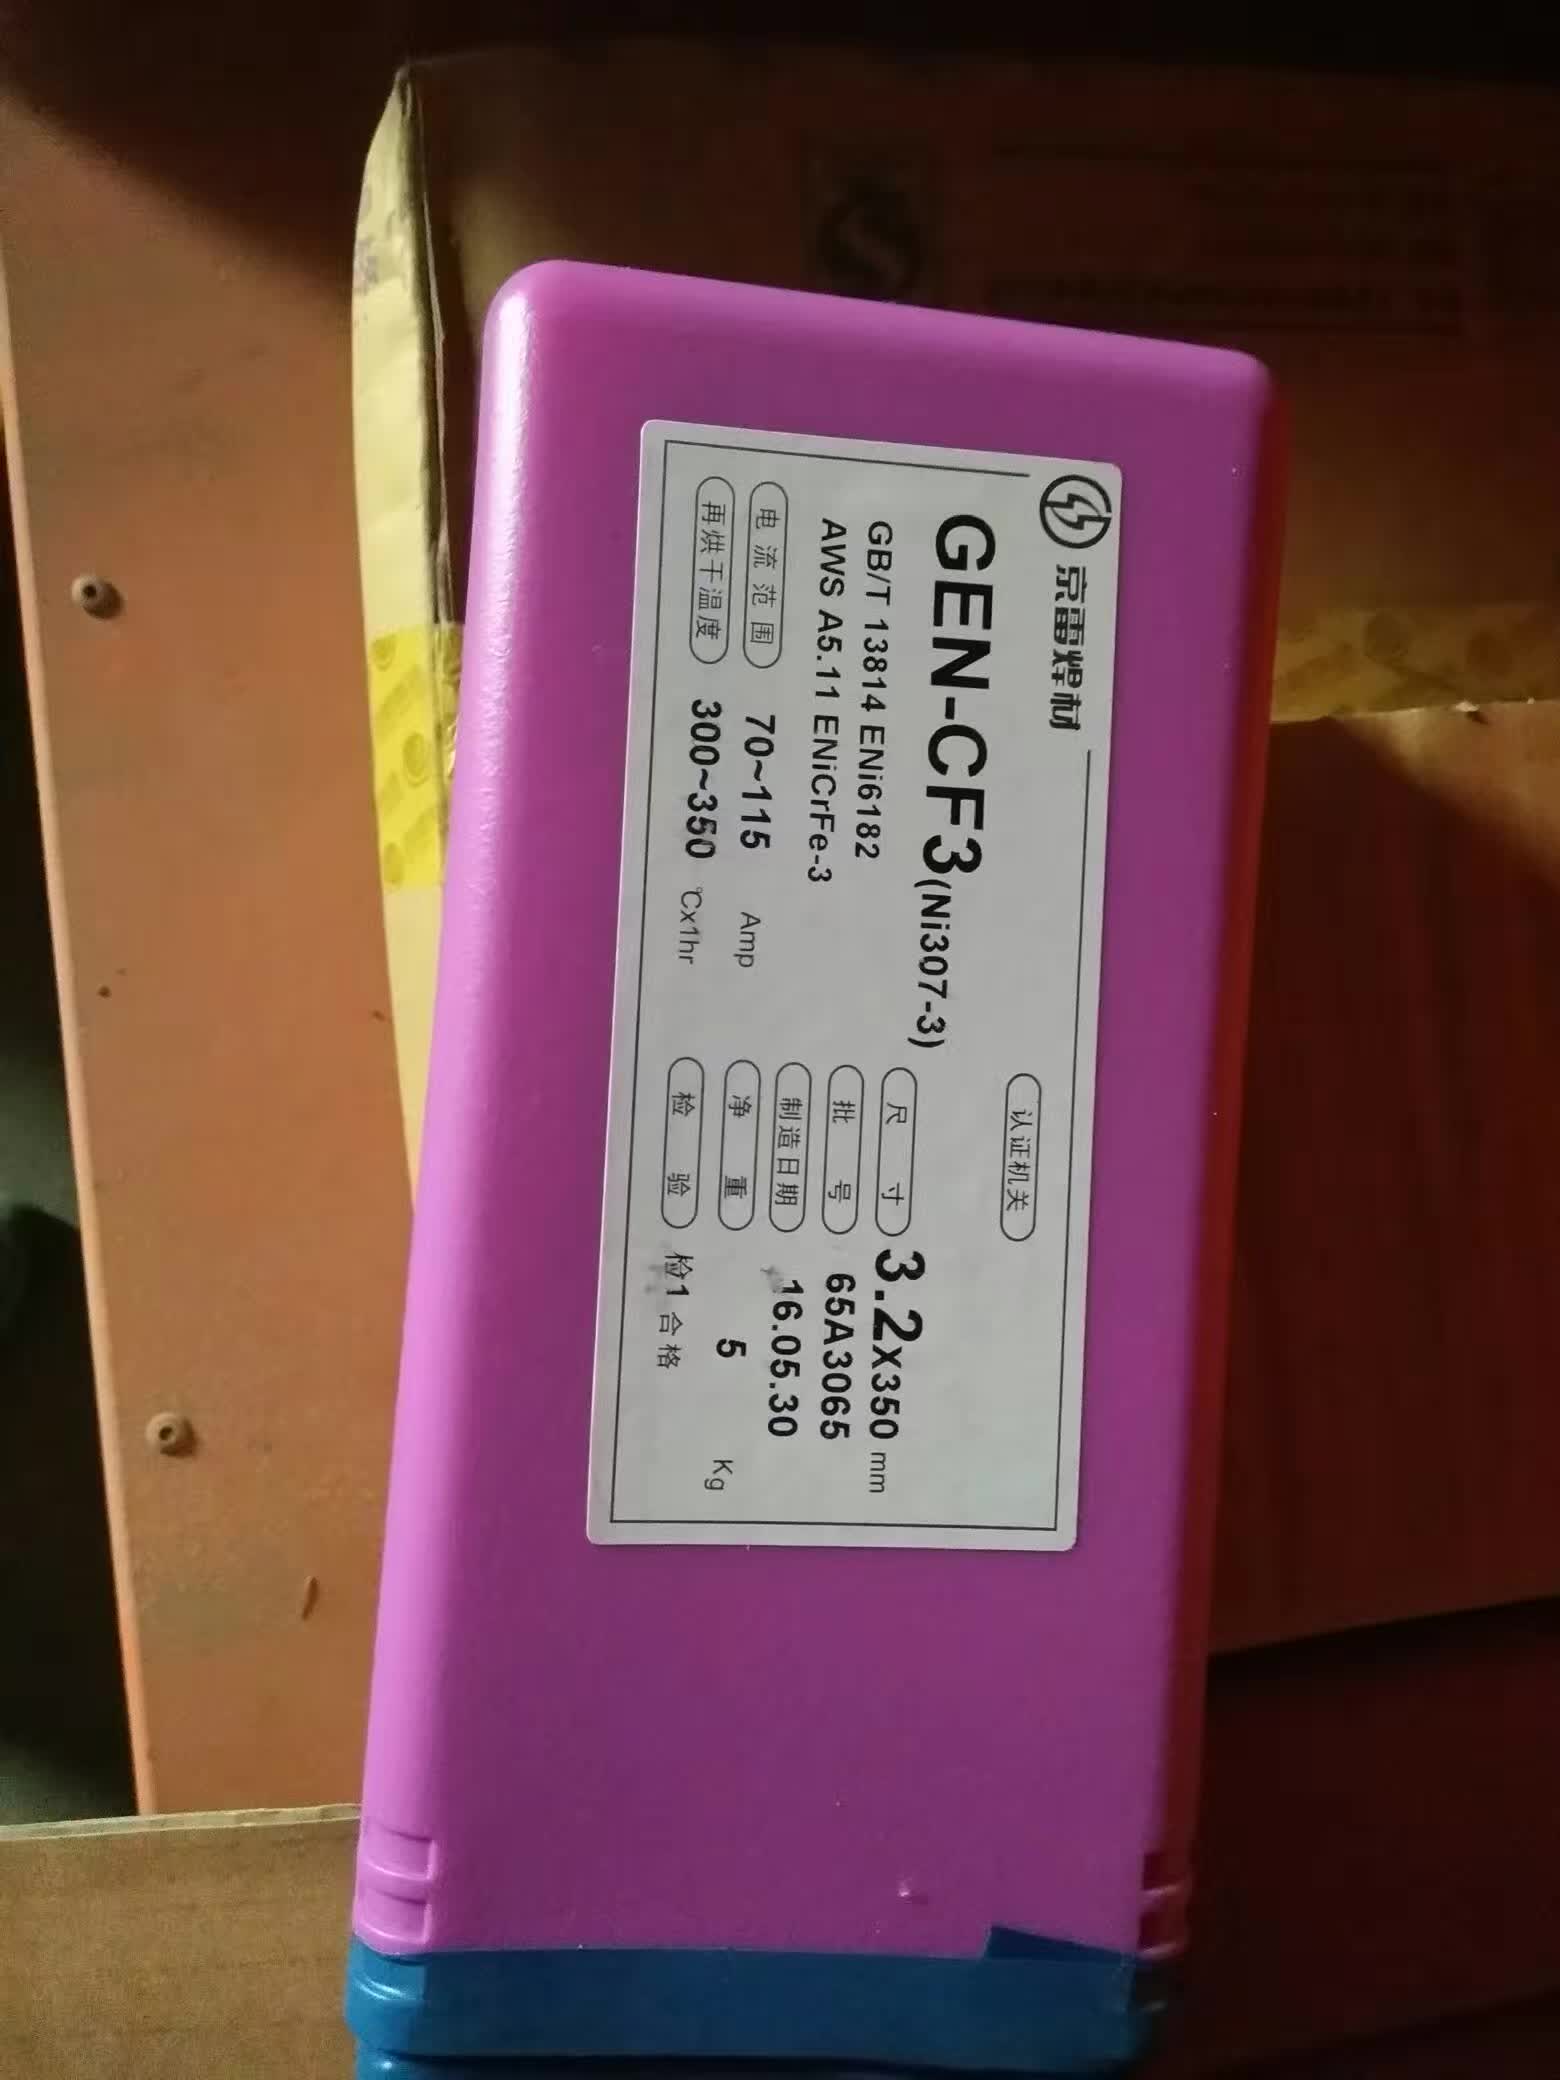 京雷焊材
GEN-CF3(Ni307-3)
GB/T 13814 ENi6182
AWS A5.11 ENiCrFe-3
电流范围 70~115 Amp
再烘干温度 300~350 ℃x1hr
认证机关
尺寸 3.2x350 mm
批号 65A3065
制造日期 16.05.30
净重 5 Kg
检验 检1 合格